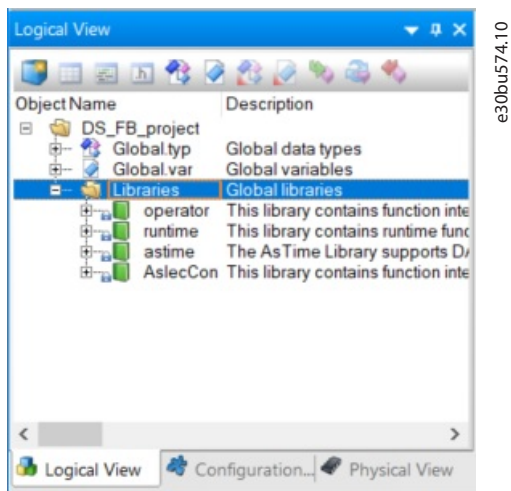 Logical View
Object Name Description
DS_FB_project
Global.typ Global data types
Global.var Global variables
Libraries Global libraries
operator This library contains function inte
runtime This library contains runtime func
astime The AsTime Library supports DA
AsIecCon This library contains function inte
Logical View Configuration... Physical View
e30bu574.10